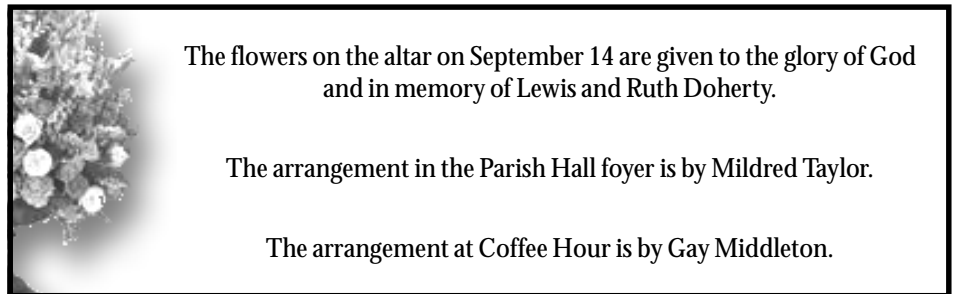 The flowers on the altar on September 14 are given to the glory of God
and in memory of Lewis and Ruth Doherty.
The arrangement in the Parish Hall foyer is by Mildred Taylor.
The arrangement at Coffee Hour is by Gay Middleton.